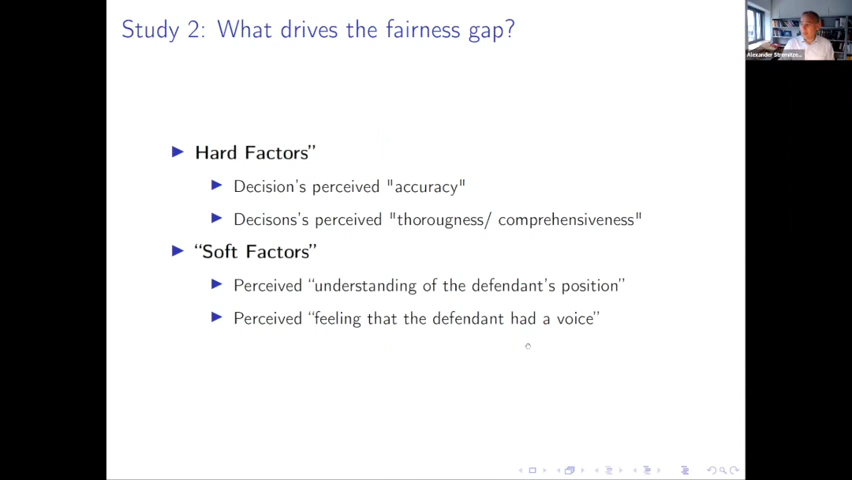 Study 2: What drives the fairness gap?
Hard Factors”
Decision's perceived "accuracy"
Decisons's perceived "thorougness/ comprehensiveness"
“Soft Factors”
Perceived “understanding of the defendant's position”
Perceived “feeling that the defendant had a voice”